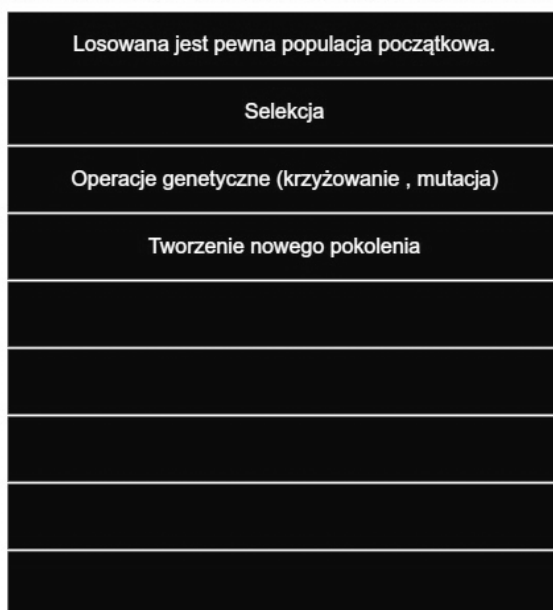 Losowana jest pewna populacja początkowa.
Selekcja
Operacje genetyczne (krzyżowanie , mutacja)
Tworzenie nowego pokolenia